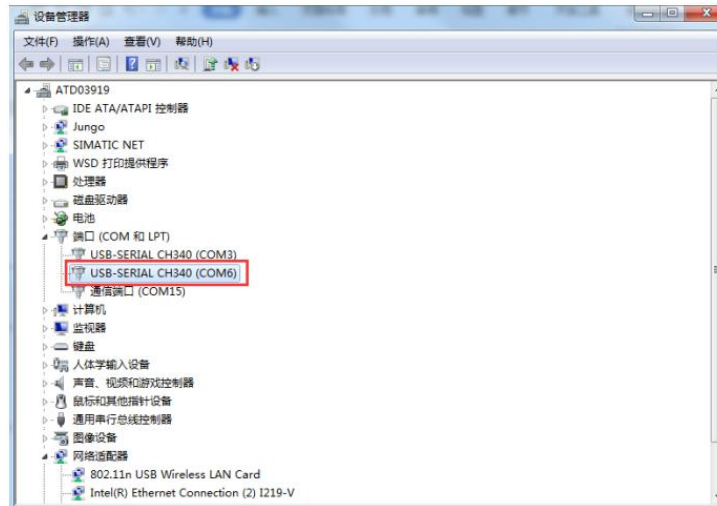 设备管理器
文件(F) 操作(A) 查看(V) 帮助(H)
ATD03919
IDE ATA/ATAPI 控制器
Jungo
SIMATIC NET
WSD 打印提供程序
处理器
磁盘驱动器
电池
端口 (COM 和 LPT)
USB-SERIAL CH340 (COM3)
USB-SERIAL CH340 (COM6)
通信端口 (COM15)
计算机
监视器
键盘
人体学输入设备
声音、视频和游戏控制器
鼠标和其他指针设备
通用串行总线控制器
图像设备
网络适配器
802.11n USB Wireless LAN Card
Intel(R) Ethernet Connection (2) I219-V